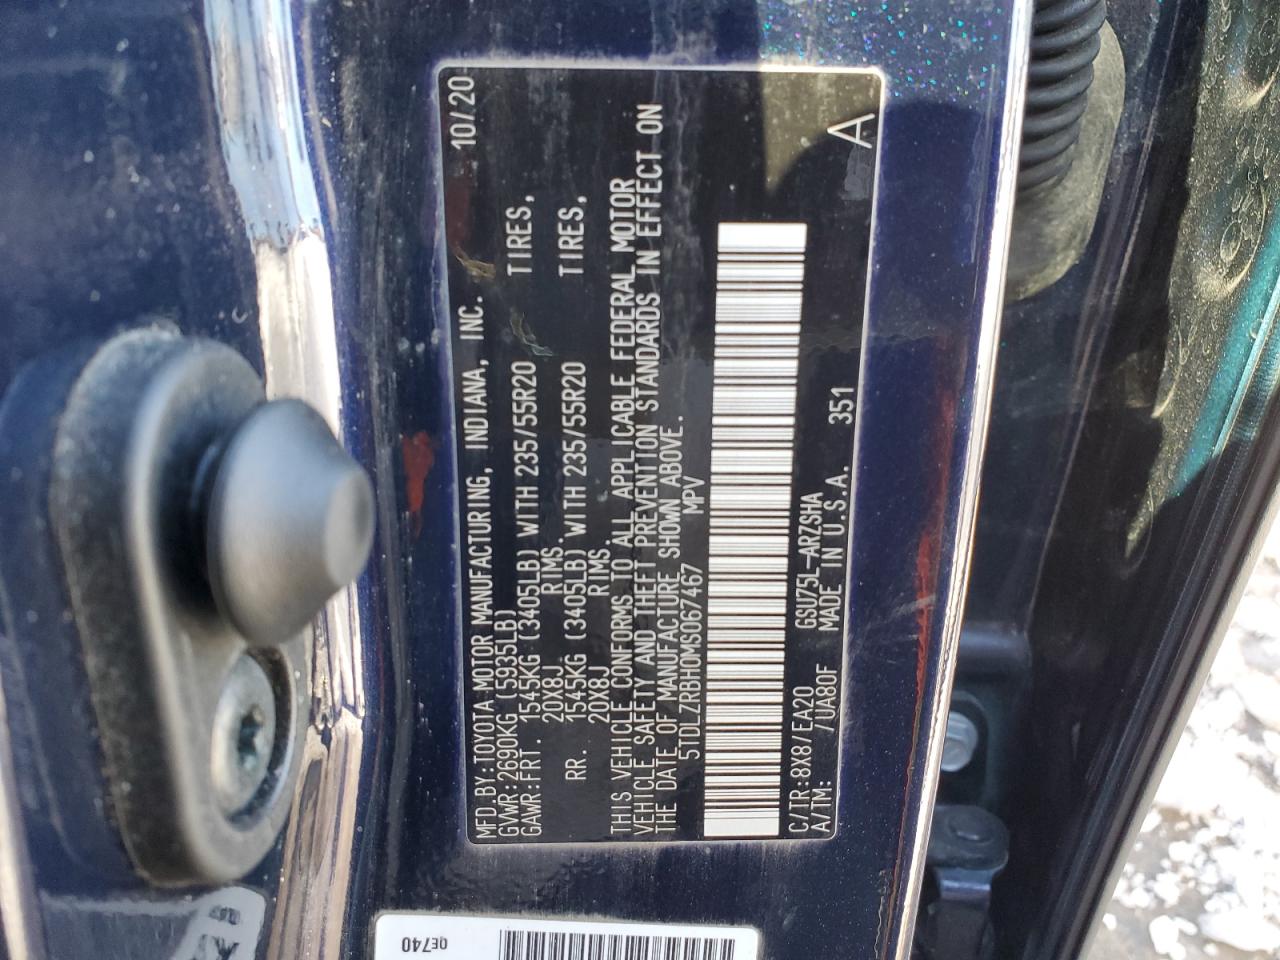 MFD.BY:TOYOTA MOTOR MANUFACTURING, INDIANA, INC. 10/20
GVWR:2690KG (5935LB)
GAWR:FRT. 1545KG (3405LB) WITH 235/55R20 TIRES,
20X8J RIMS.
RR. 1545KG (3405LB) WITH 235/55R20 TIRES,
20X8J RIMS.
THIS VEHICLE CONFORMS TO ALL APPLICABLE FEDERAL MOTOR
VEHICLE SAFETY AND THEFT PREVENTION STANDARDS IN EFFECT ON
THE DATE OF MANUFACTURE SHOWN ABOVE.
5TDLZRBH0MS067467 MPV
C/TR:8X8/EA20 GSU75L-ARZSHA
A/TM: /UA80F MADE IN U.S.A. 351 A
QE740